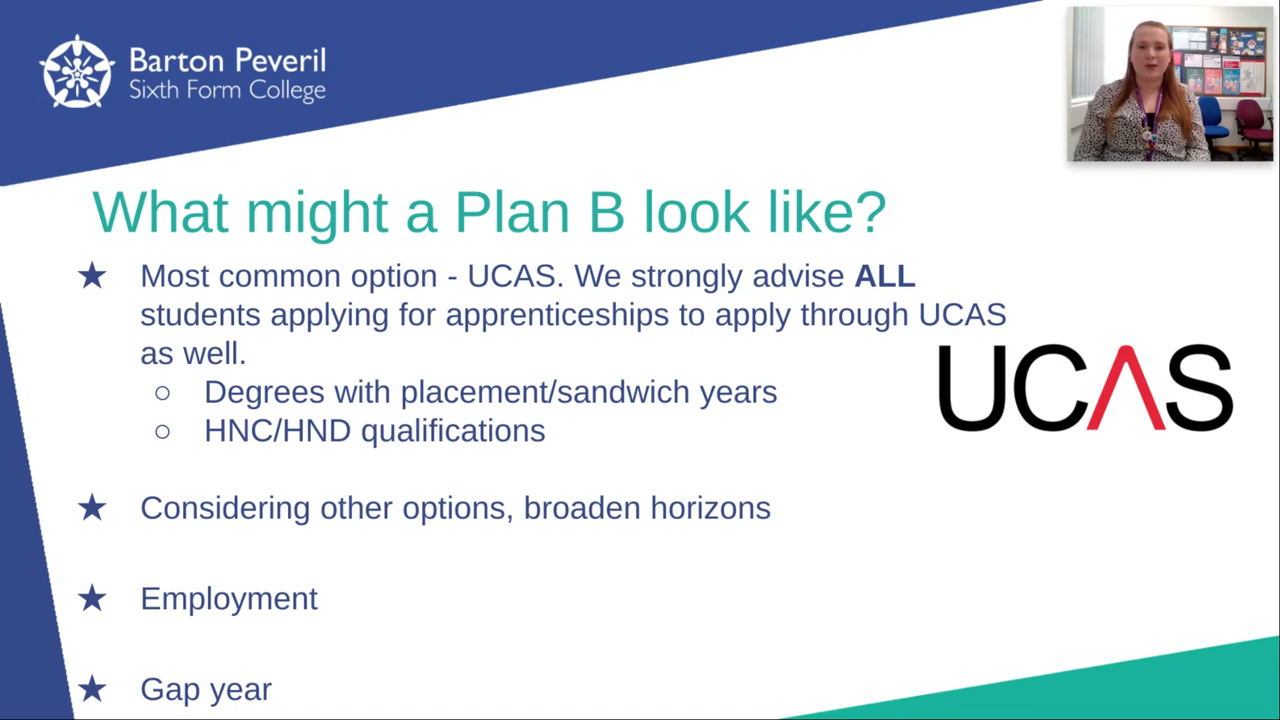 Barton Peveril
Sixth Form College
What might a Plan B look like?
★ Most common option - UCAS. We strongly advise ALL
students applying for apprenticeships to apply through UCAS
as well.
○ Degrees with placement/sandwich years
○ HNC/HND qualifications
UCAS
★ Considering other options, broaden horizons
★ Employment
★ Gap year